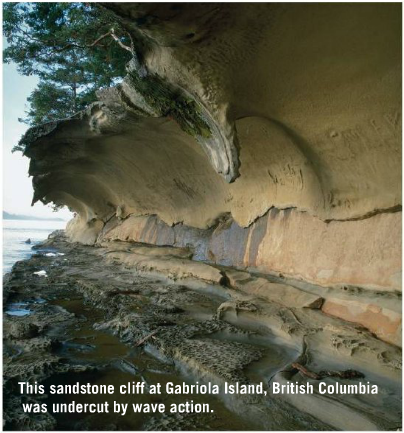 This sandstone cliff at Gabriola Island, British Columbia
was undercut by wave action.